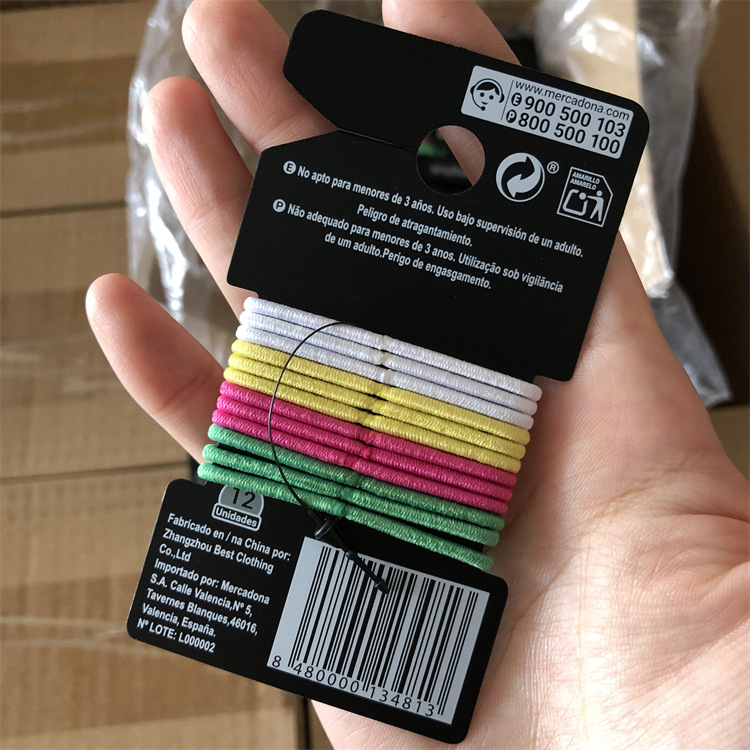 www.mercadona.com
E 900 500 103
P 800 500 100
®
AMARILLO
AMARELO
E No apto para menores de 3 años. Uso bajo supervisión de un adulto.
Peligro de atragantamiento.
P Não adequado para menores de 3 anos. Utilização sob vigilância
de um adulto.Perigo de engasgamento.
12
Unidades
Fabricado en / na China por:
Zhangzhou Best Clothing
Co.,Ltd
Importado por: Mercadona
S.A. Calle Valencia,Nº 5,
Tavernes Blanques,46016,
Valencia, España.
Nº LOTE: L000002
8 480000 134813